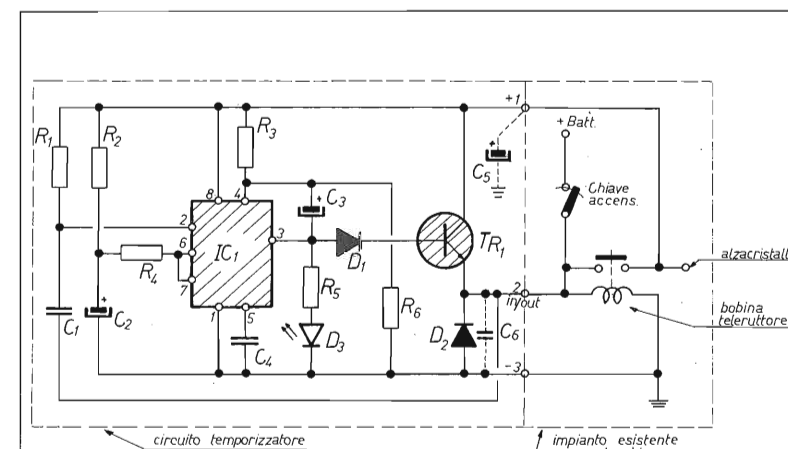 +1
+ Batt.
R1
R2
R3
+
C5
Chiave
accens.
8
4
+
C3
2
6
7
IC1
3
D1
TR1
R4
alzacristall
2
in/out
bobina
teleruttore
R5
R6
C1
+
C2
1
5
C4
D3
D2
C6
-3
circuito temporizzatore
impianto esistente